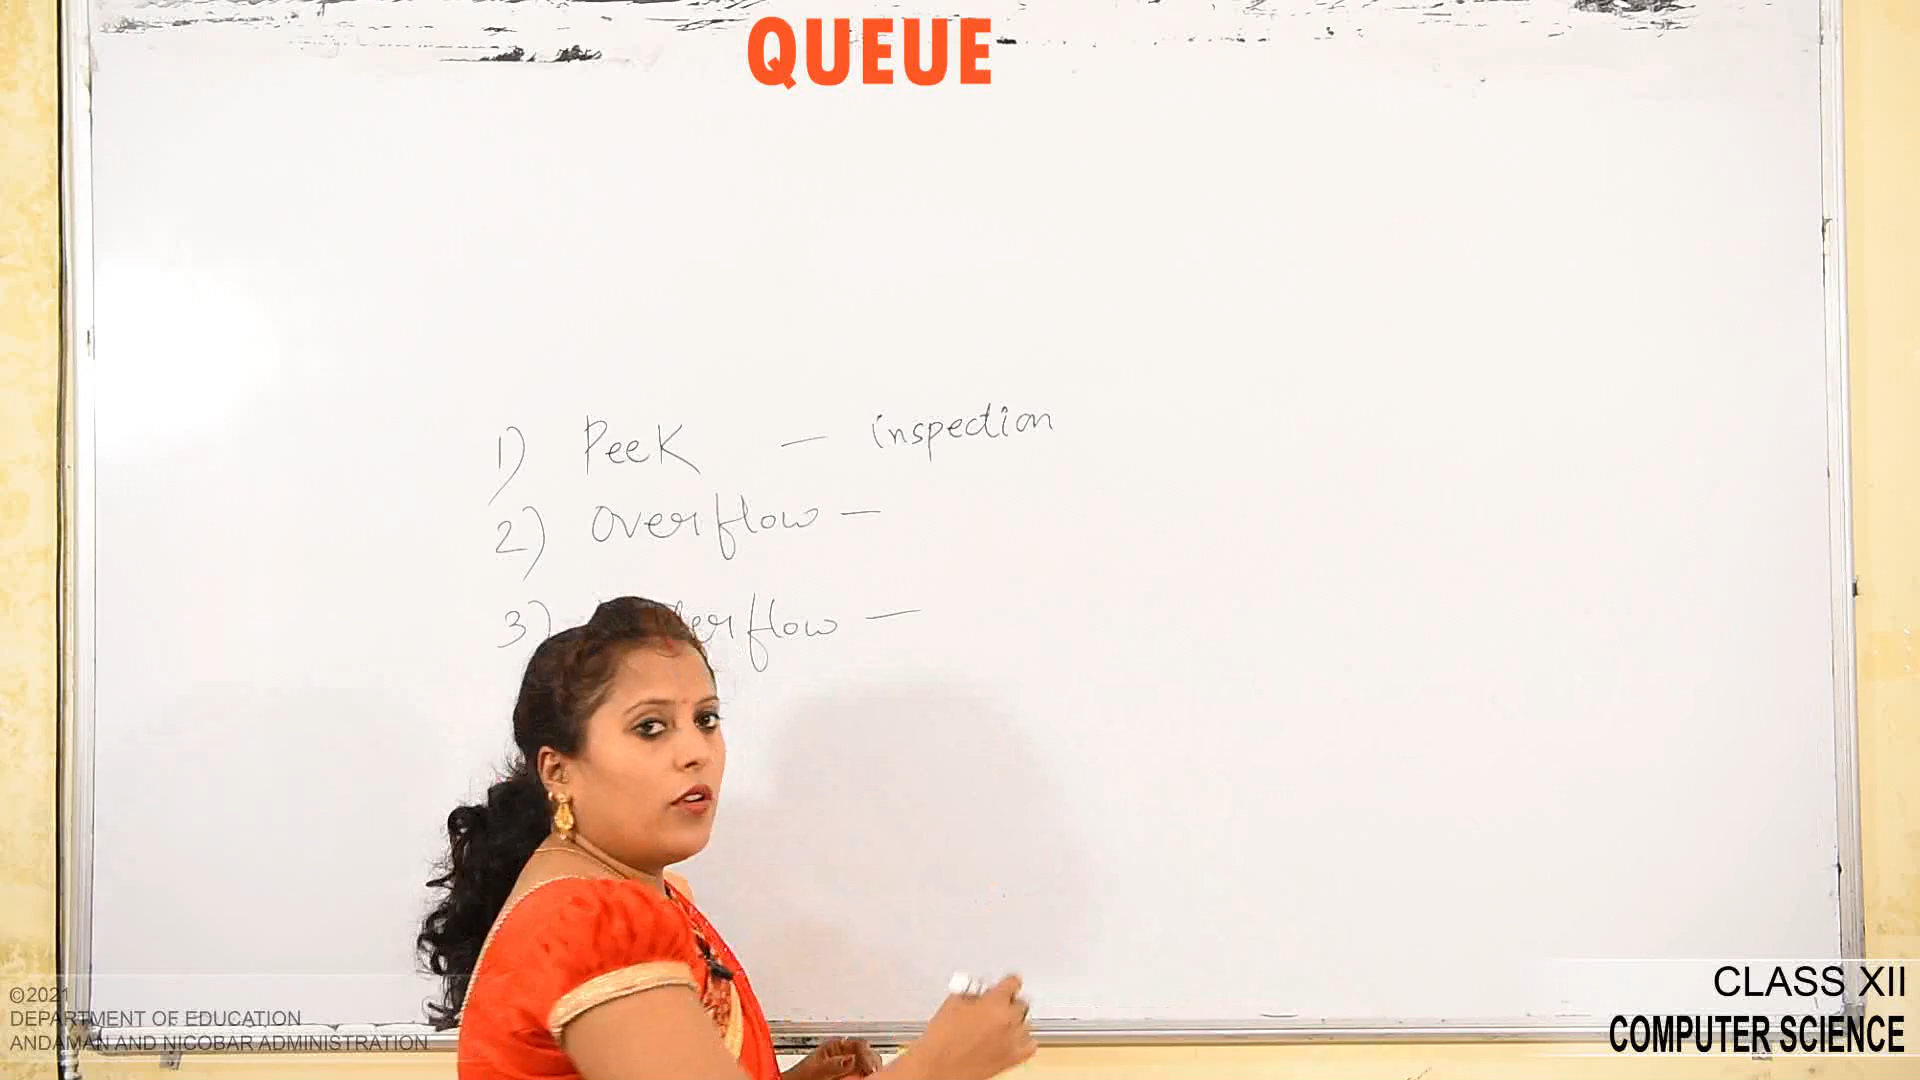 QUEUE
1) Peek — inspection
2) Overflow —
3) erflow —
©2021
DEPARTMENT OF EDUCATION
ANDAMAN AND NICOBAR ADMINISTRATION
CLASS XII
COMPUTER SCIENCE